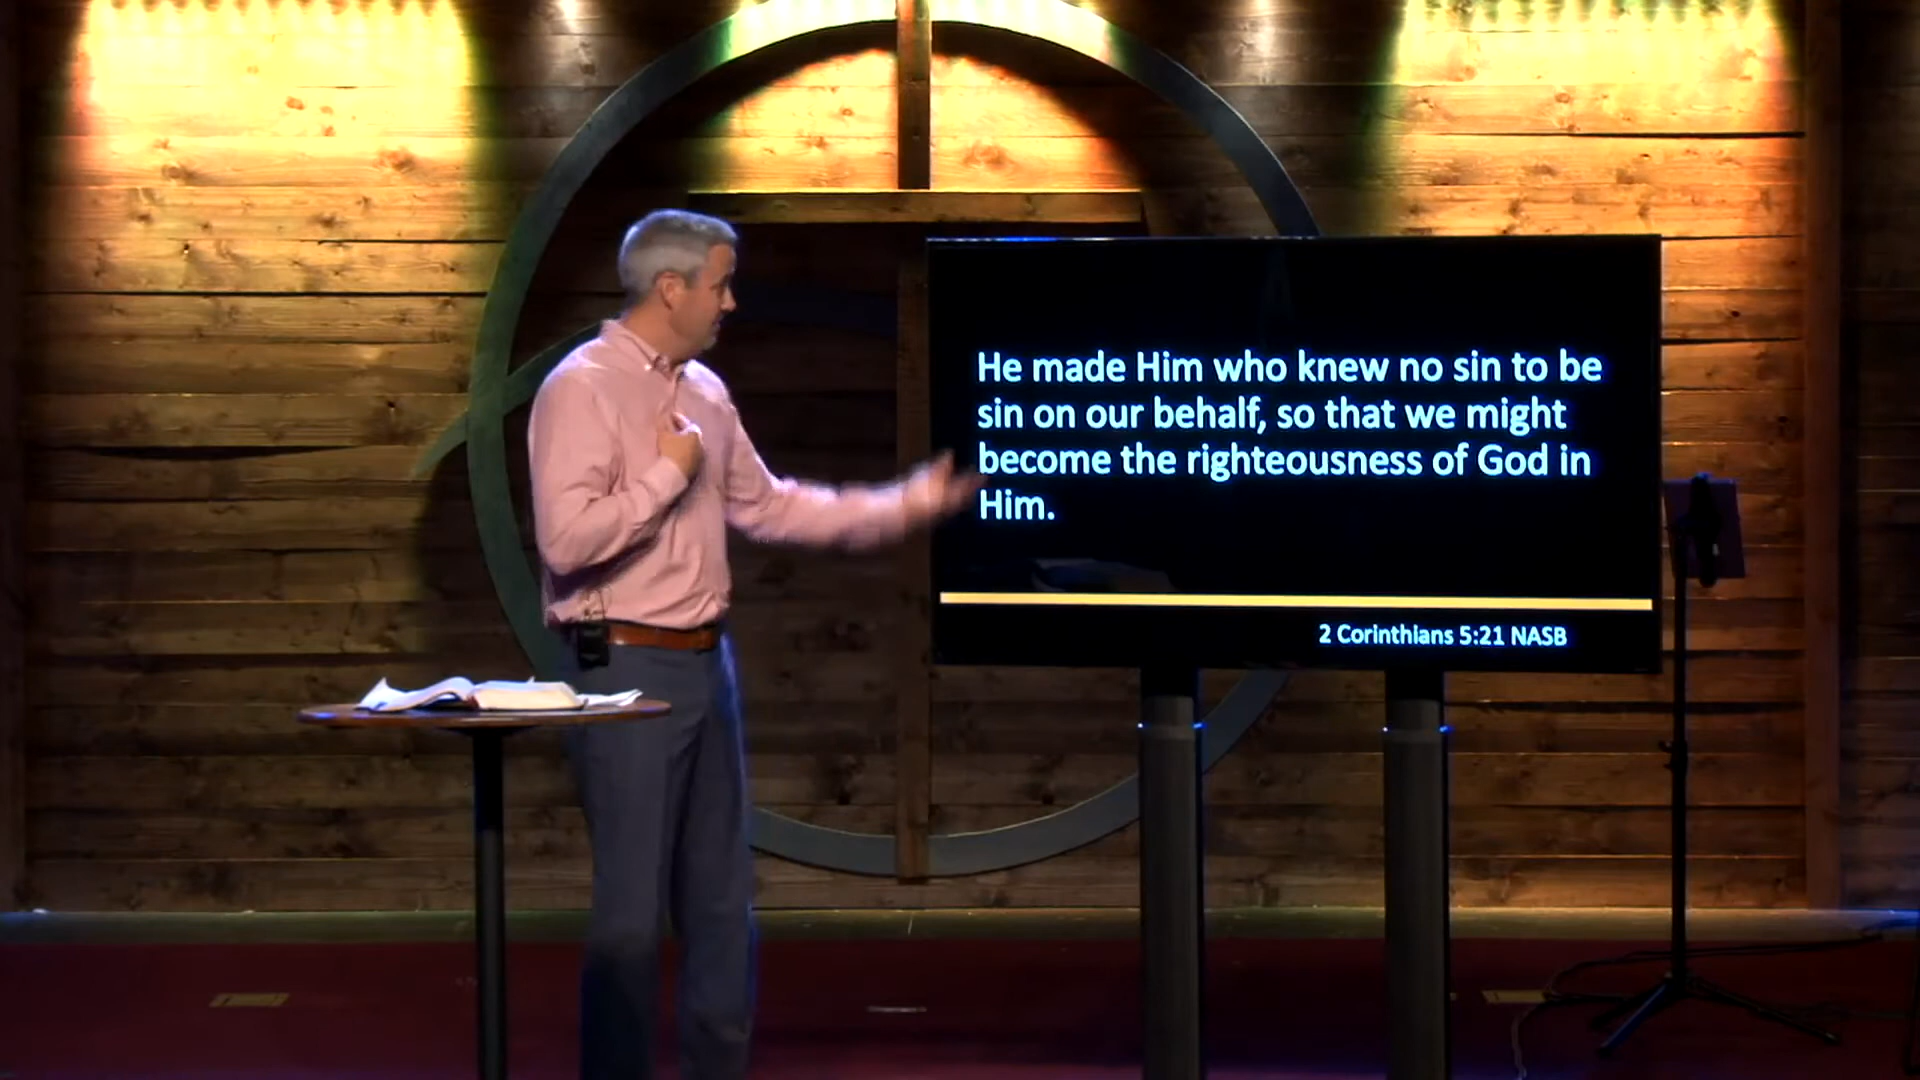 He made Him who knew no sin to be
sin on our behalf, so that we might
become the righteousness of God in
Him.
2 Corinthians 5:21 NASB